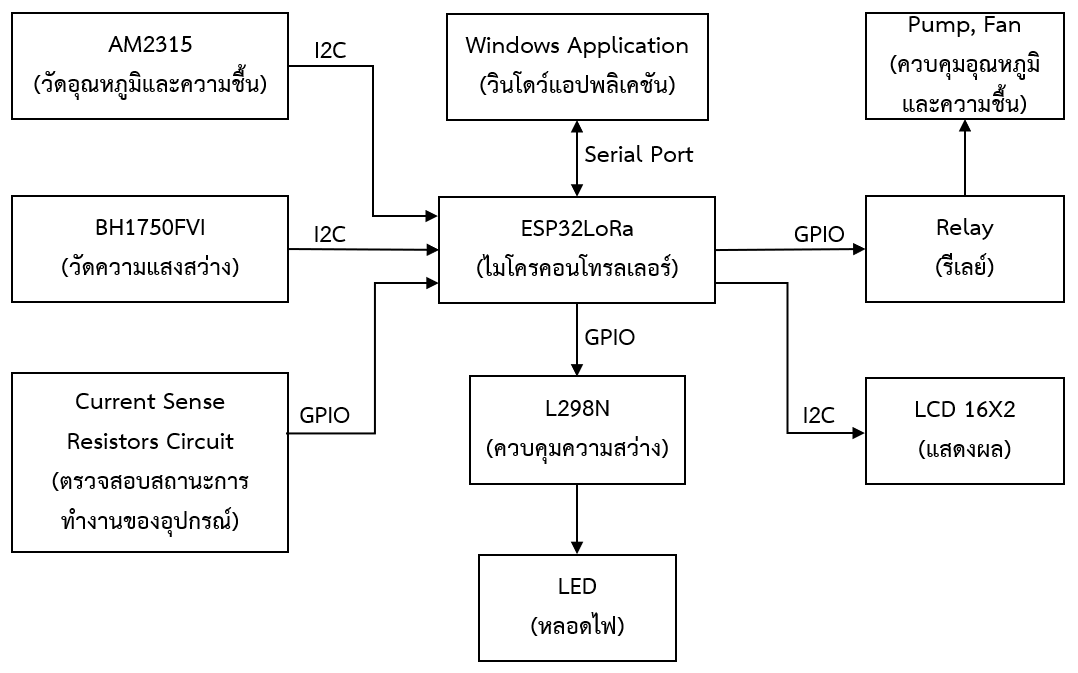 AM2315
(วัดอุณหภูมิและความชื้น)
I2C
Windows Application
(วินโดว์แอปพลิเคชัน)
Pump, Fan
(ควบคุมอุณหภูมิ
และความชื้น)
Serial Port
BH1750FVI
(วัดความแสงสว่าง)
I2C
ESP32LoRa
(ไมโครคอนโทรลเลอร์)
GPIO
Relay
(รีเลย์)
GPIO
Current Sense
Resistors Circuit
(ตรวจสอบสถานะการ
ทำงานของอุปกรณ์)
GPIO
L298N
(ควบคุมความสว่าง)
I2C
LCD 16X2
(แสดงผล)
LED
(หลอดไฟ)